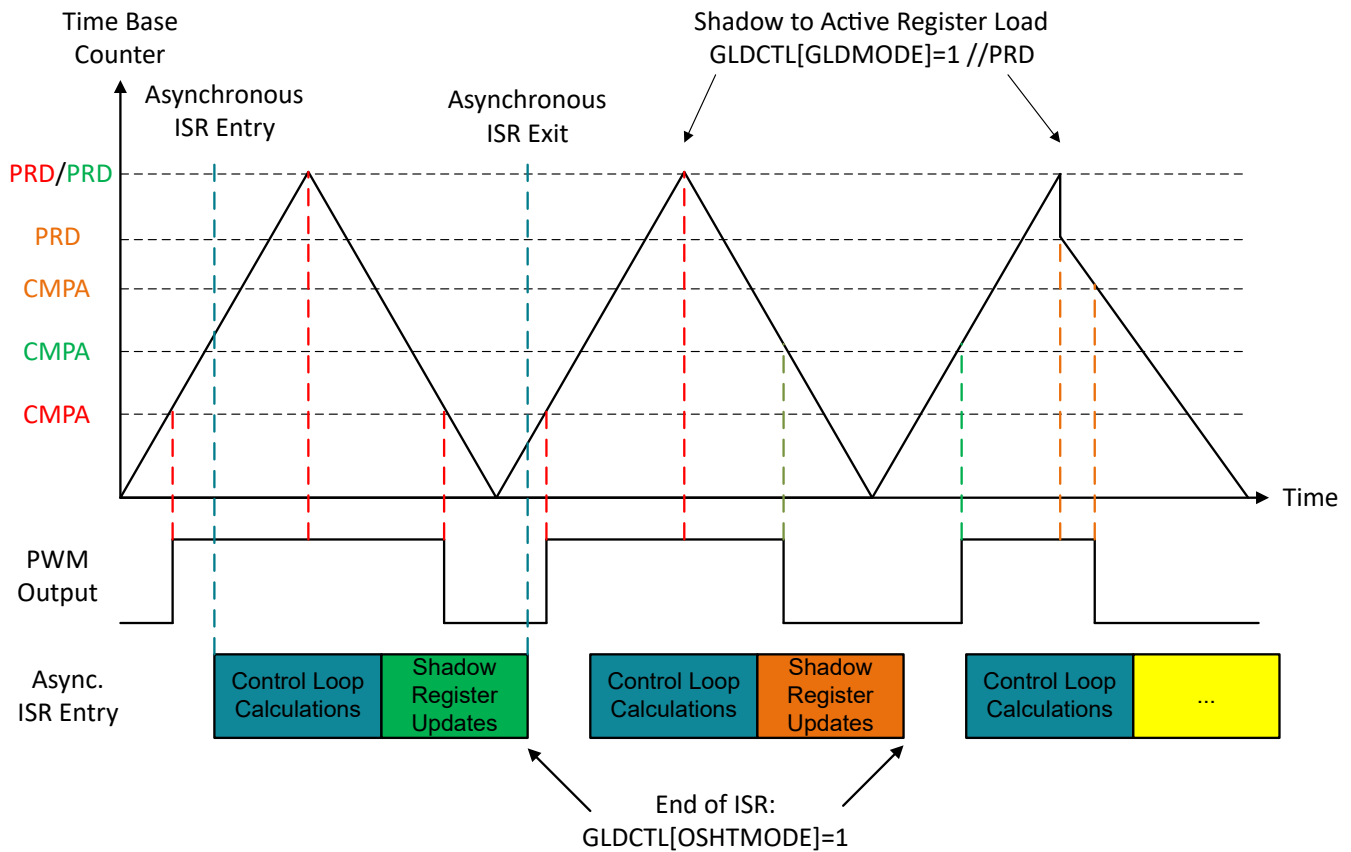 Time Base
Counter
Shadow to Active Register Load
GLDCTL[GLDMODE]=1 //PRD
Asynchronous
ISR Entry
Asynchronous
ISR Exit
PRD/PRD
PRD
CMPA
CMPA
CMPA
Time
PWM
Output
Async.
ISR Entry
Control Loop
Calculations
Shadow
Register
Updates
Control Loop
Calculations
Shadow
Register
Updates
Control Loop
Calculations
...
End of ISR:
GLDCTL[OSHTMODE]=1